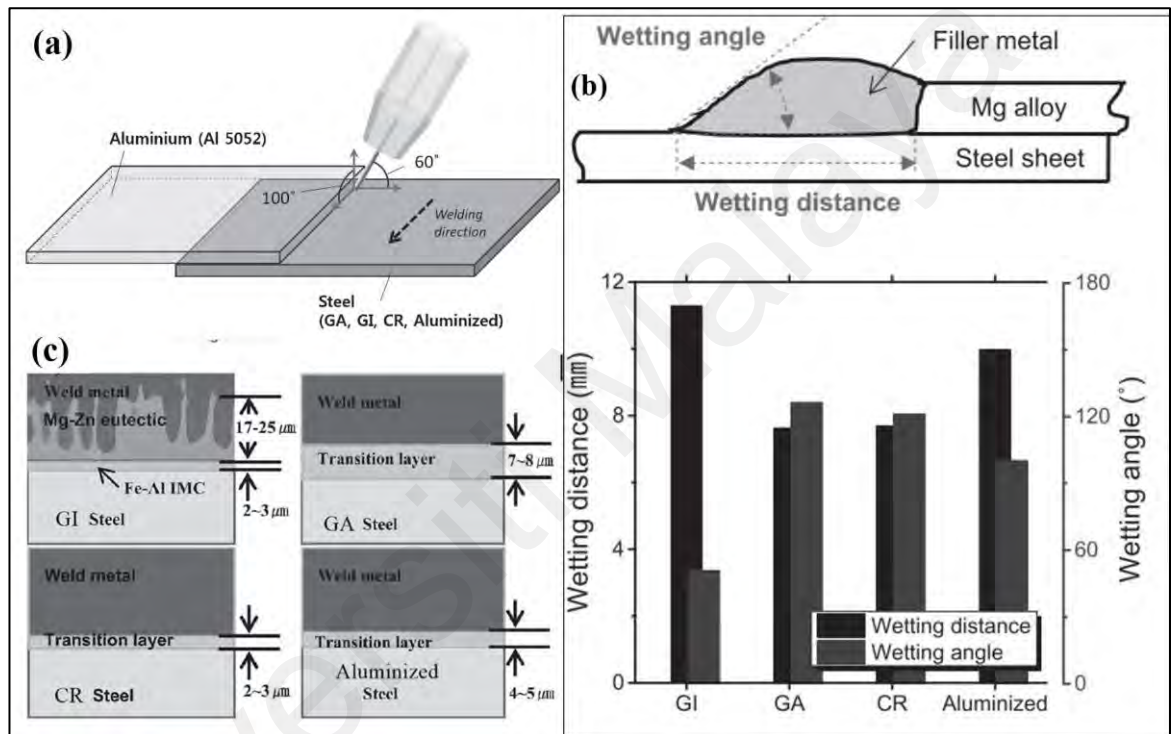 (a)
Aluminium (Al 5052)
60°
100°
Welding
direction
Steel
(GA, GI, CR, Aluminized)
(b)
Wetting angle
Filler metal
Mg alloy
Steel sheet
Wetting distance
12
8
4
0
Wetting distance (mm)
180
120
60
0
Wetting angle (°)
Wetting distance
Wetting angle
GI
GA
CR
Aluminized
(c)
Weld metal
Mg-Zn eutectic
17-25 μm
Fe-Al IMC
2~3 μm
GI Steel
Weld metal
Transition layer
7~8 μm
GA Steel
Weld metal
Transition layer
2~3 μm
CR Steel
Weld metal
Transition layer
4~5 μm
Aluminized
Steel